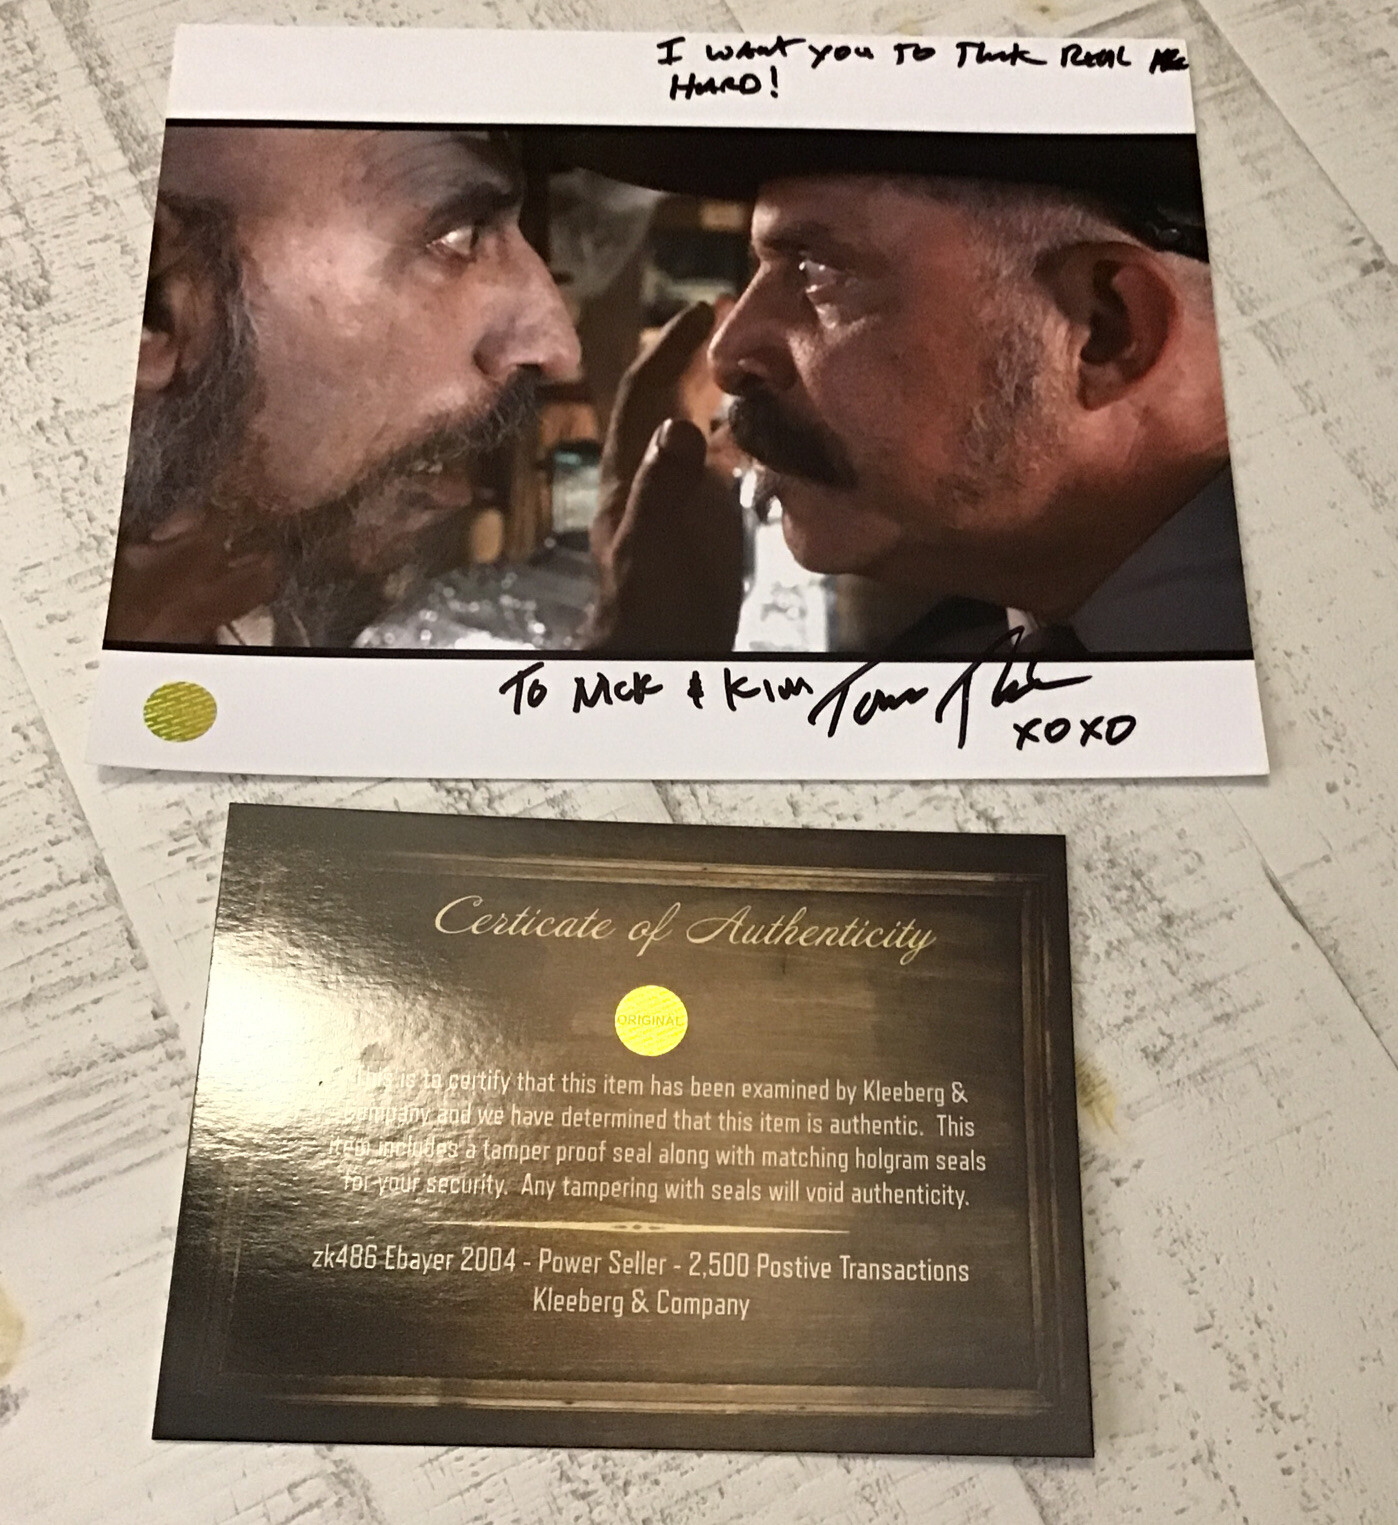 I WANT YOU TO Think REAL
HARD!
TO Nick & Kim Tom
XOXO
Certicate of Authenticity
ORIGINAL
This is to certify that this item has been examined by Kleeberg &
Company and we have determined that this item is authentic. This
item includes a tamper proof seal along with matching holgram seals
for your security. Any tampering with seals will void authenticity.
zk486 Ebayer 2004 - Power Seller - 2,500 Postive Transactions
Kleeberg & Company